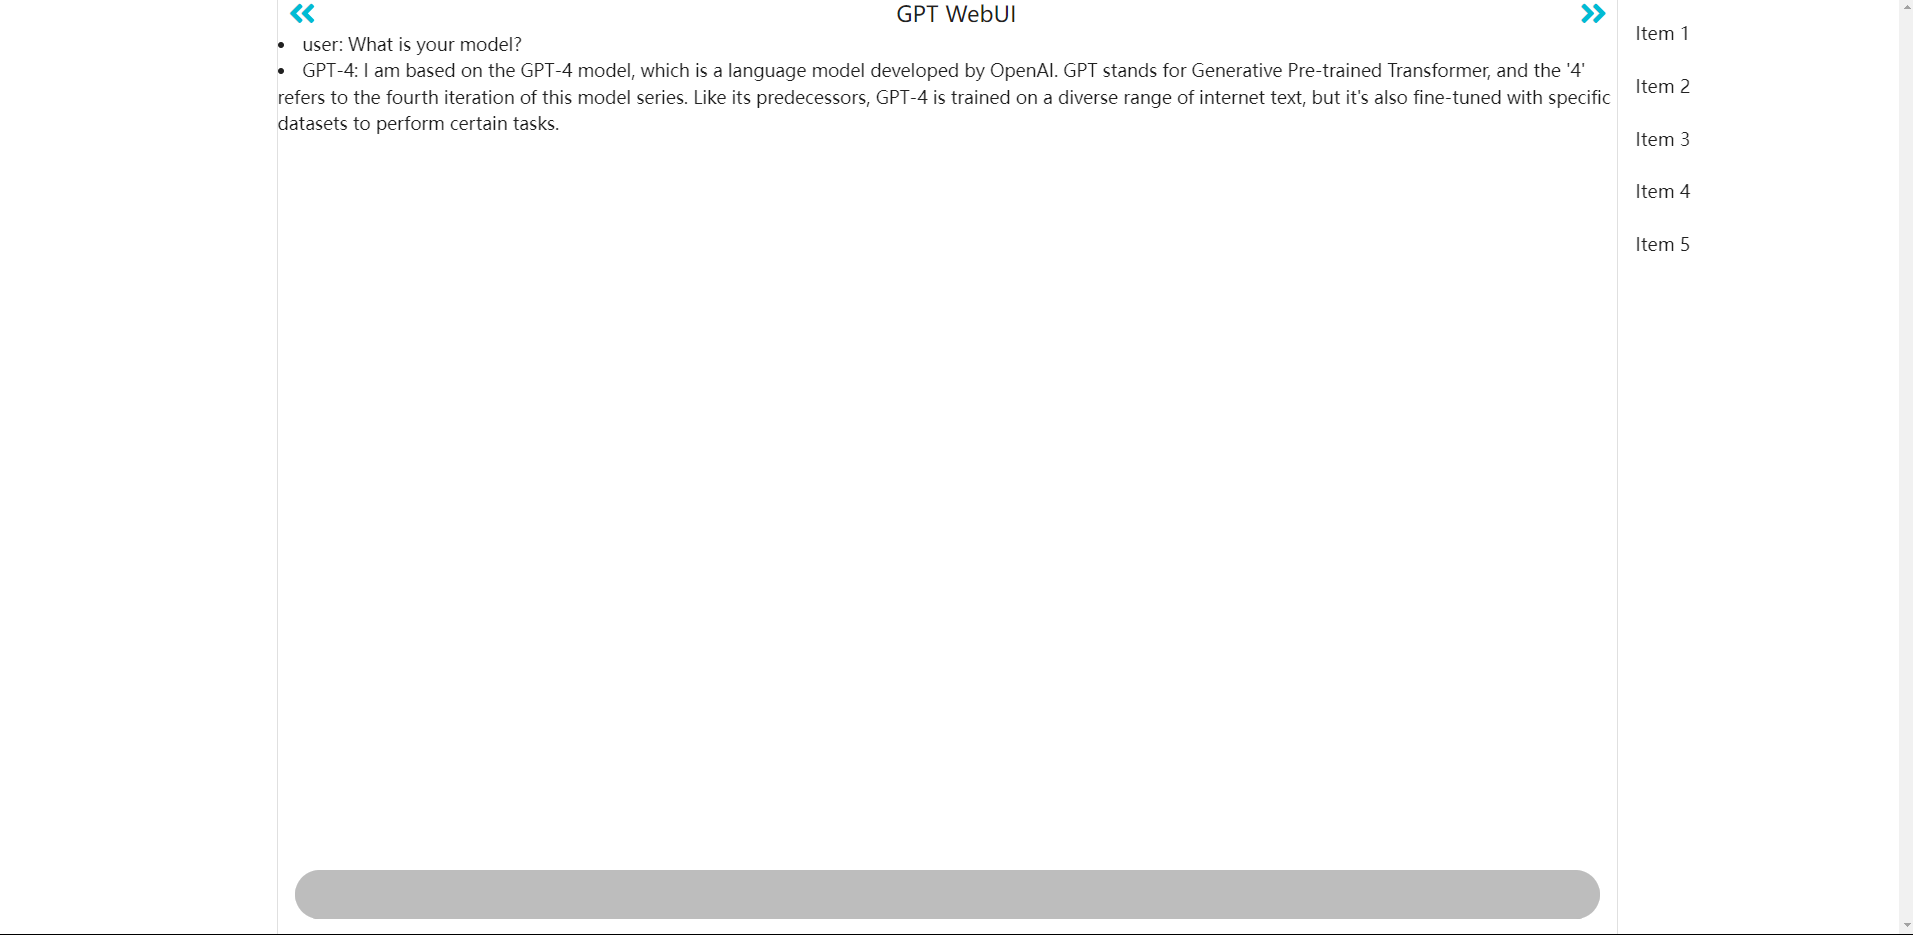 GPT WebUI
• user: What is your model?
• GPT-4: I am based on the GPT-4 model, which is a language model developed by OpenAI. GPT stands for Generative Pre-trained Transformer, and the '4'
refers to the fourth iteration of this model series. Like its predecessors, GPT-4 is trained on a diverse range of internet text, but it's also fine-tuned with specific
datasets to perform certain tasks.
Item 1
Item 2
Item 3
Item 4
Item 5